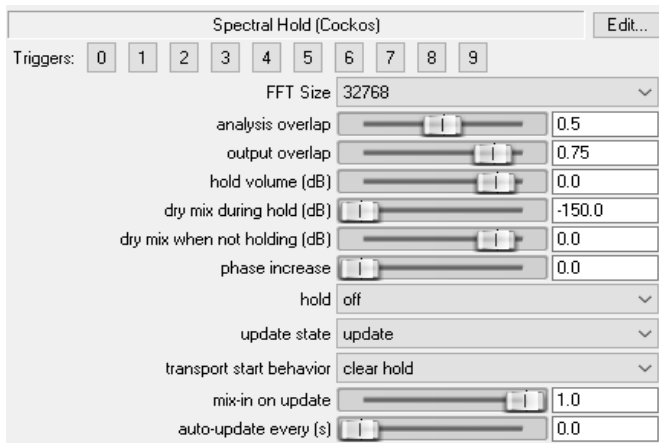 Spectral Hold (Cockos) Edit...
Triggers: 0 1 2 3 4 5 6 7 8 9
FFT Size 32768
analysis overlap 0.5
output overlap 0.75
hold volume (dB) 0.0
dry mix during hold (dB) -150.0
dry mix when not holding (dB) 0.0
phase increase 0.0
hold off
update state update
transport start behavior clear hold
mix-in on update 1.0
auto-update every (s) 0.0